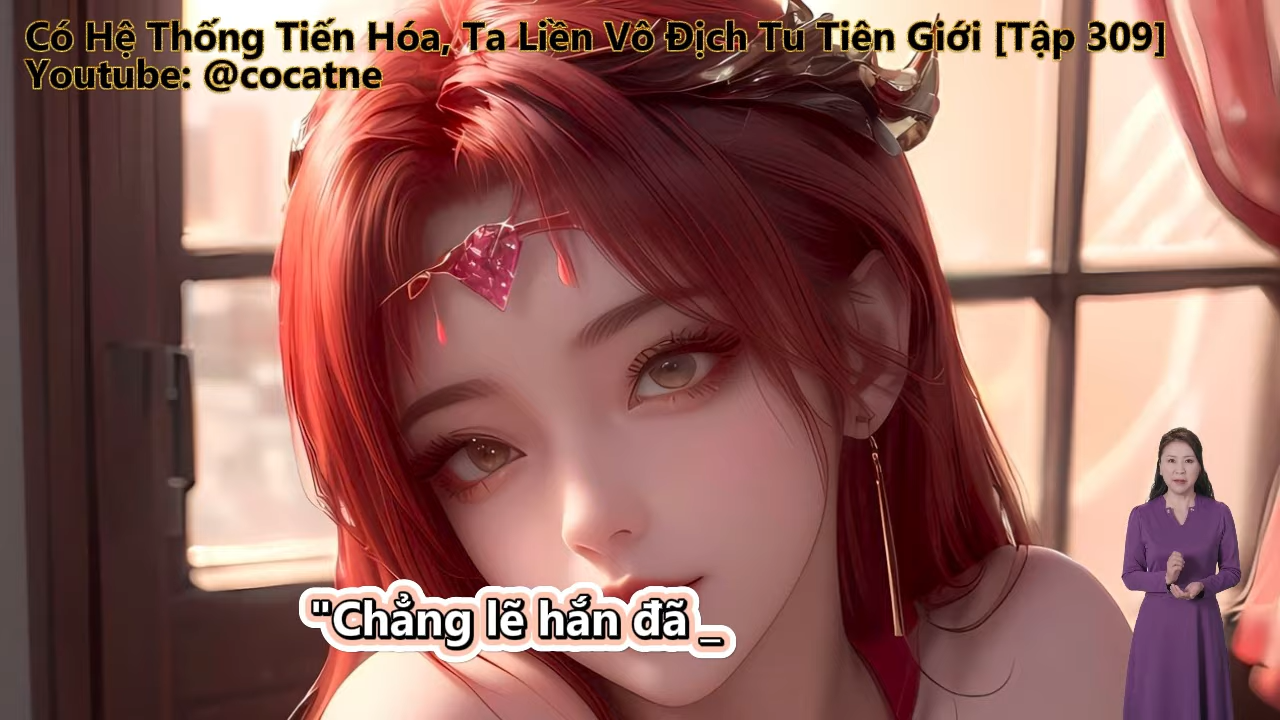 Có Hệ Thống Tiến Hóa, Ta Liền Vô Địch Tu Tiên Giới [Tập 309]
Youtube: @cocatne
"Chẳng lẽ hắn đã _